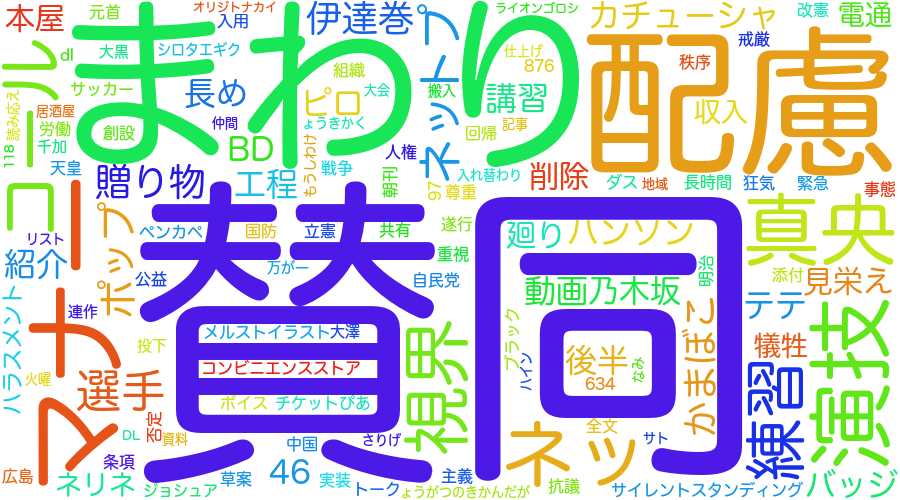 本屋
元首
オリジトナカイ
入用
伊達巻
ライオンゴロシ
カチューシャ
改憲
電通
dl
大黒
シロタエギク
まわり
配慮
仕上げ
876
戒厳
秩序
サッカー
長め
組織
ネットプ
搬入
講習
収入
読み応え
居酒屋
労働
創設
仲間
ピロ
大会
ょうきかく
回帰
記事
118
千加
BD
もうしわけ
戦争
人権
天皇
贈り物
工程
朝刊
97
尊重
入れ替わり
削除
ダス
地域
長時間
狂気
緊急
事態
コール
マナー
リスト
ポップ
ペンカペ
国防
立憲
共有
遂行
廻り
ハンソン
真央
紹介
公益
万が一
自民党
重視
動画乃木坂
明治
添付
見栄え
賛同
ハラスメント
連作
メルストイラスト
大澤
視界
ブラック
かまぼこ
テテ
演技
投下
コンビニエンスストア
後半
ハイン
634
なみ
犠牲
火曜
選手
ボイス
チケットぴあ
練習
否定
DL
資料
中国
さりげ
ネッ
全文
サト
広島
条項
草案
46
実装
トーク
主義
抗議
バッジ
ネリネ
ジョシュア
ょうがつのきかんだが
サイレントスタンディング